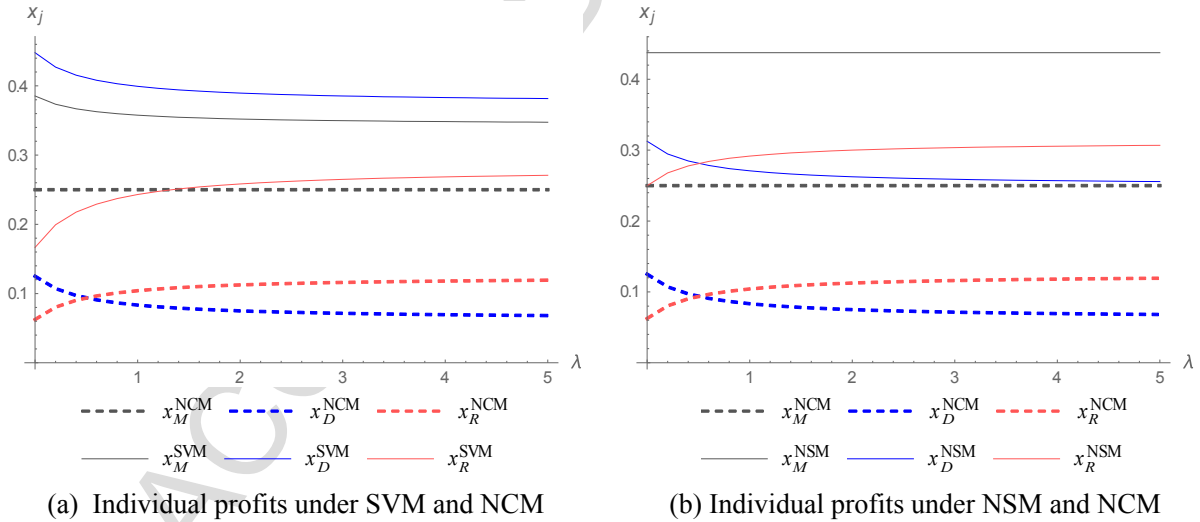 x_j
0.4
0.3
0.2
0.1
1 2 3 4 5 λ
x_M^NCM x_D^NCM x_R^NCM
x_M^SVM x_D^SVM x_R^SVM
(a) Individual profits under SVM and NCM
x_j
0.4
0.3
0.2
0.1
1 2 3 4 5 λ
x_M^NCM x_D^NCM x_R^NCM
x_M^NSM x_D^NSM x_R^NSM
(b) Individual profits under NSM and NCM